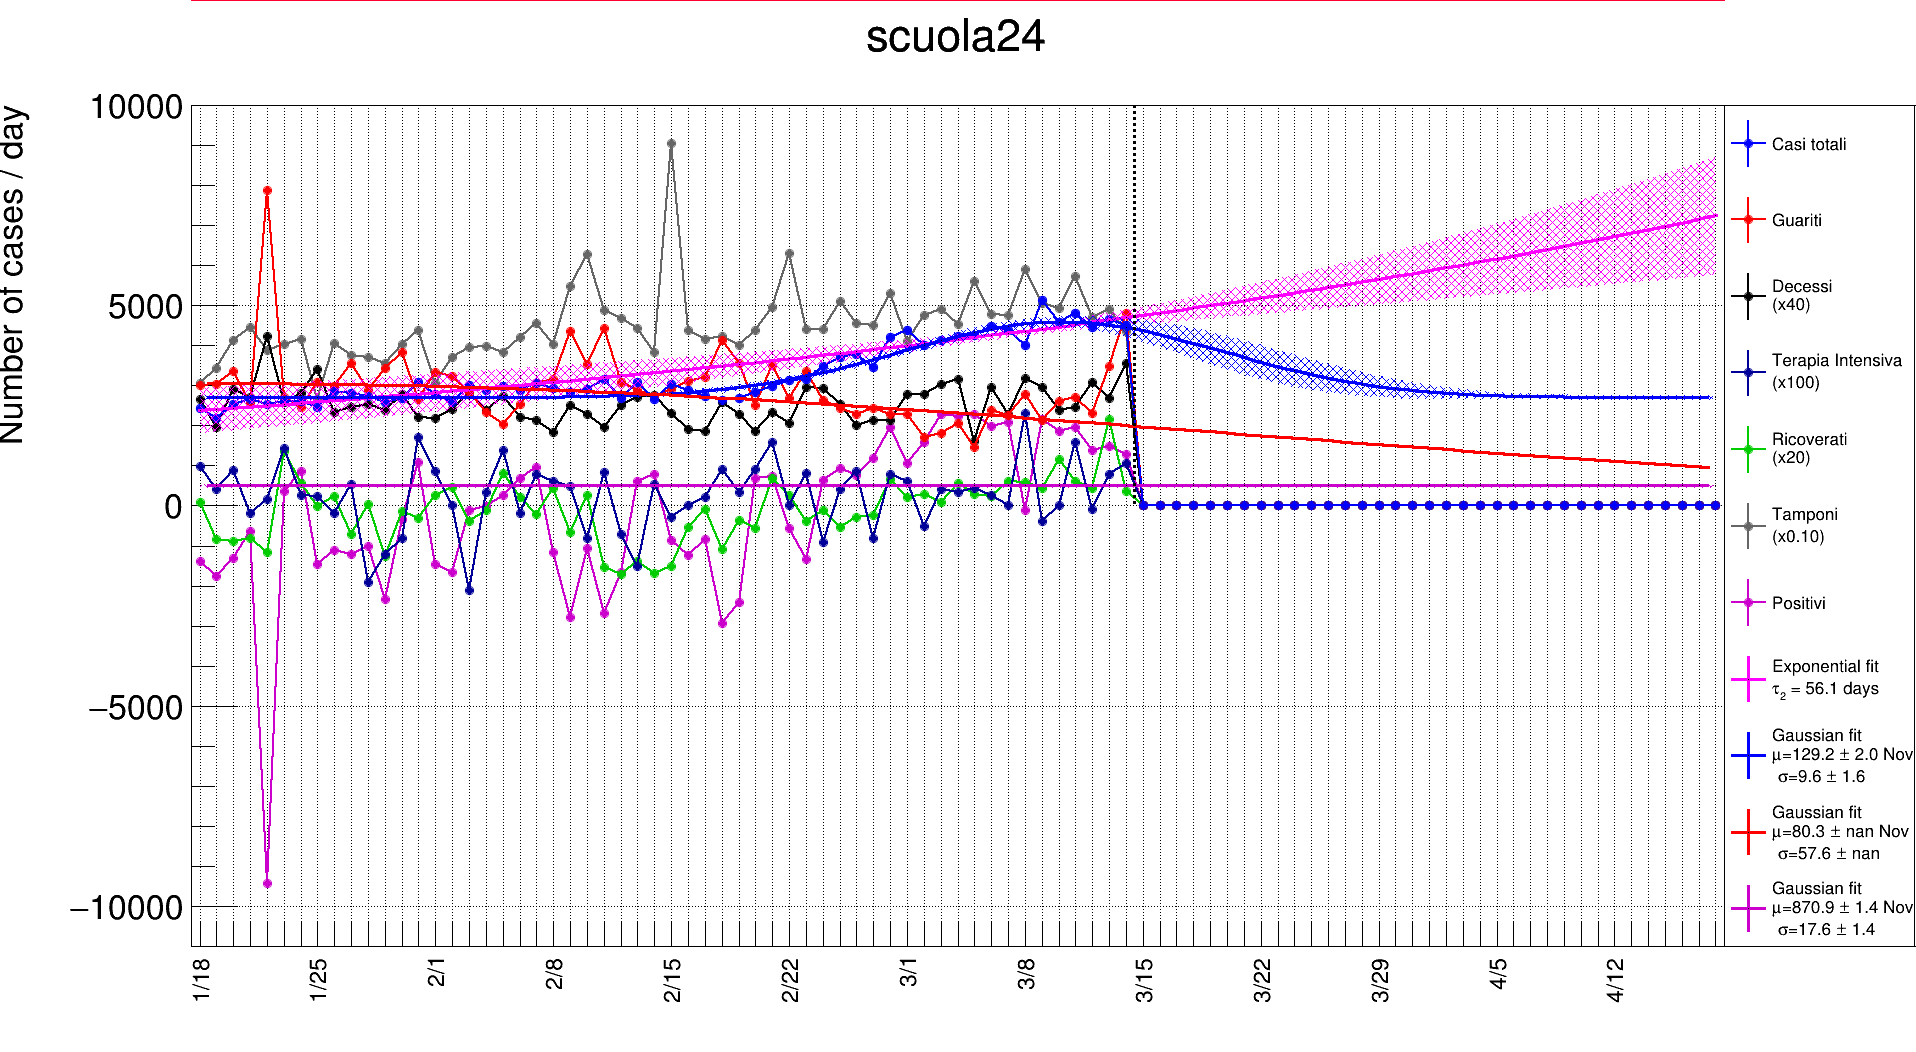 scuola24
Number of cases / day
10000
5000
0
−5000
−10000
1/18
1/25
2/1
2/8
2/15
2/22
3/1
3/8
3/15
3/22
3/29
4/5
4/12
Casi totali
Guariti
Decessi
(x40)
Terapia Intensiva
(x100)
Ricoverati
(x20)
Tamponi
(x0.10)
Positivi
Exponential fit
τ2 = 56.1 days
Gaussian fit
μ=129.2 ± 2.0 Nov
σ=9.6 ± 1.6
Gaussian fit
μ=80.3 ± nan Nov
σ=57.6 ± nan
Gaussian fit
μ=870.9 ± 1.4 Nov
σ=17.6 ± 1.4